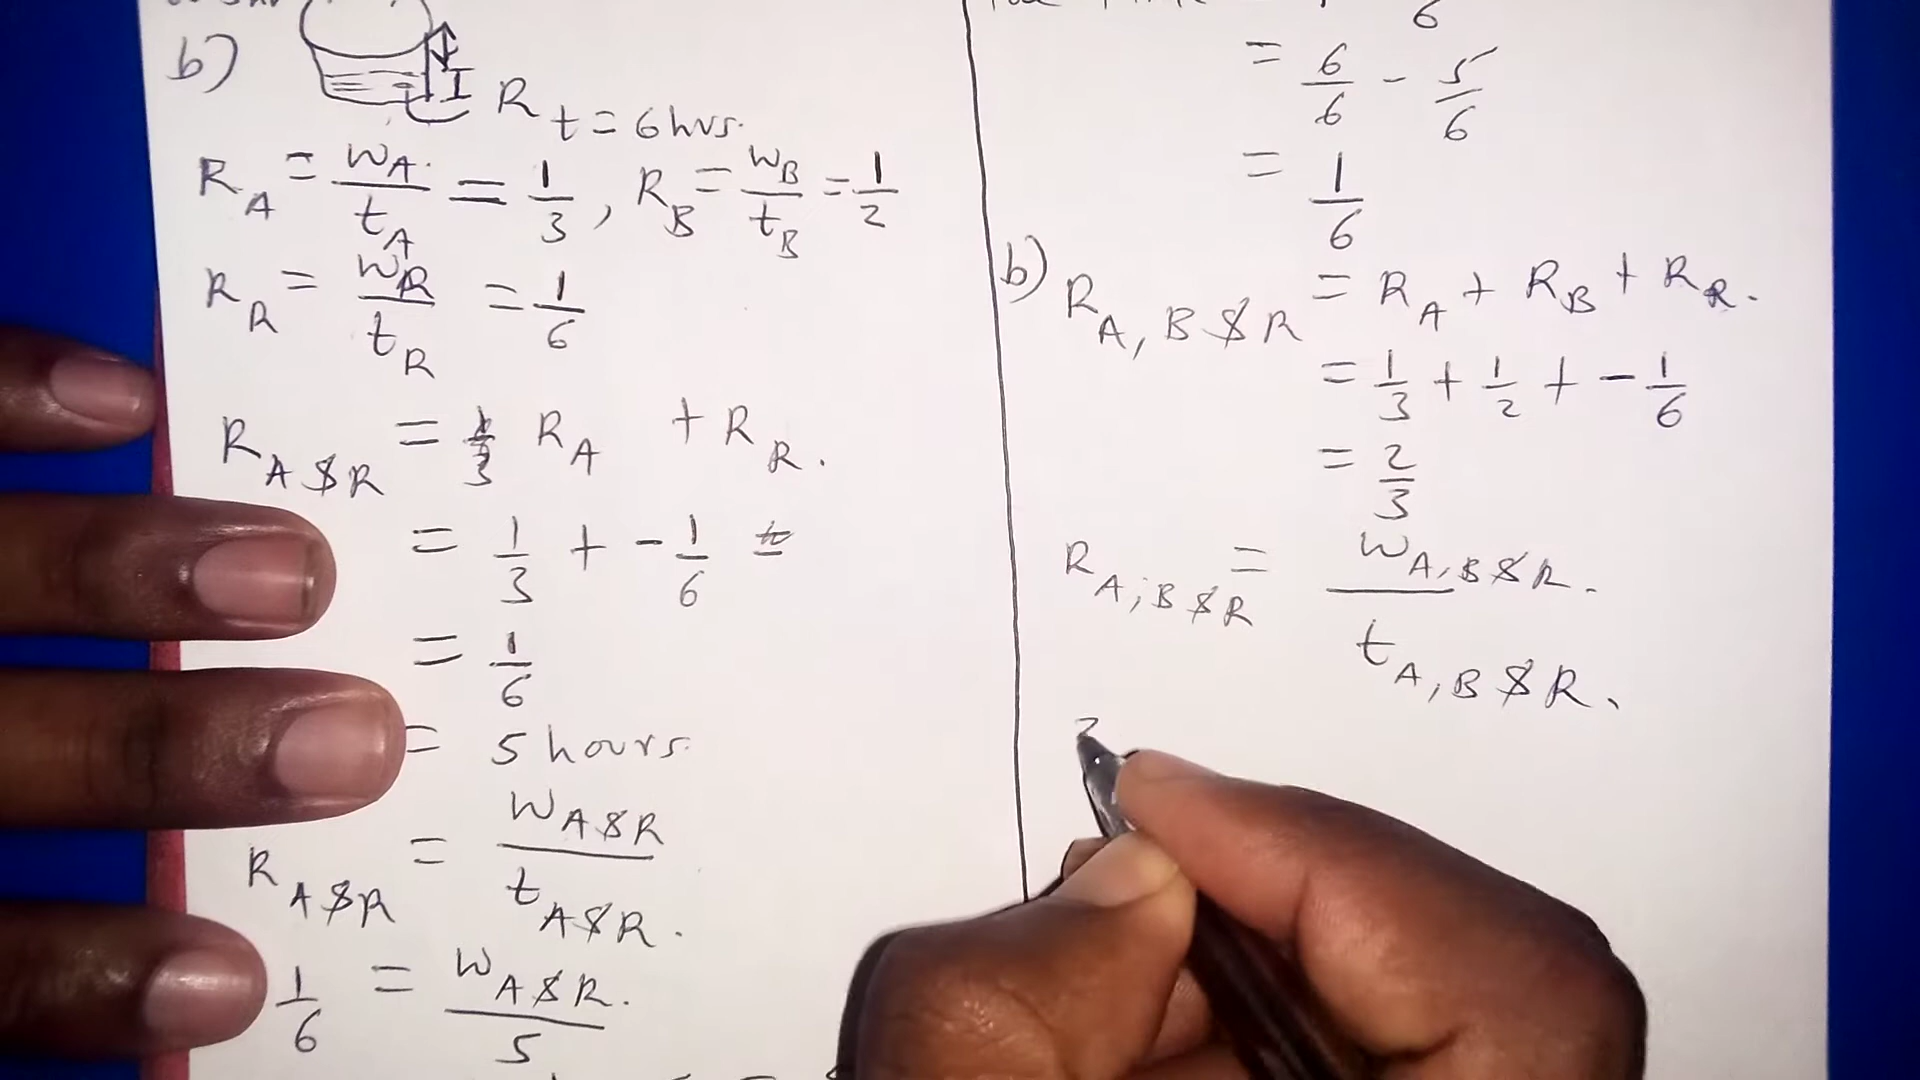 b)
R t = 6 hrs.
R_A = W_A / t_A = 1/3, R_B = W_B / t_B = 1/2
R_R = W_R / t_R = 1/6
R_A&R = R_A + R_R.
= 1/3 + - 1/6
= 1/6
= 5 hours.
R_A&R = W_A&R / t_A&R.
1/6 = W_A&R. / 5
6
= 6/6 - 5/6
= 1/6
b) R_A, B & R = R_A + R_B + R_R.
= 1/3 + 1/2 + - 1/6
= 2/3
R_A, B & R = W_A, B & R. / t_A, B & R.
2